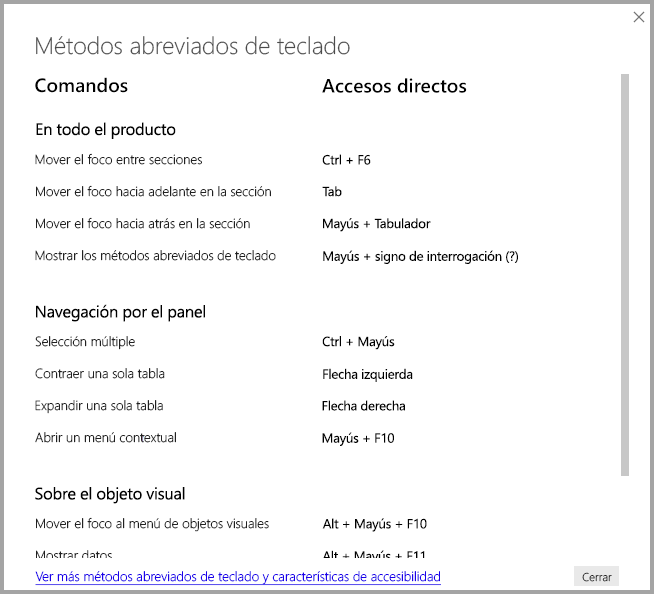 Métodos abreviados de teclado
Comandos Accesos directos
En todo el producto
Mover el foco entre secciones Ctrl + F6
Mover el foco hacia adelante en la sección Tab
Mover el foco hacia atrás en la sección Mayús + Tabulador
Mostrar los métodos abreviados de teclado Mayús + signo de interrogación (?)
Navegación por el panel
Selección múltiple Ctrl + Mayús
Contraer una sola tabla Flecha izquierda
Expandir una sola tabla Flecha derecha
Abrir un menú contextual Mayús + F10
Sobre el objeto visual
Mover el foco al menú de objetos visuales Alt + Mayús + F10
Mostrar datos Alt + Mayús + F11
Ver más métodos abreviados de teclado y características de accesibilidad Cerrar